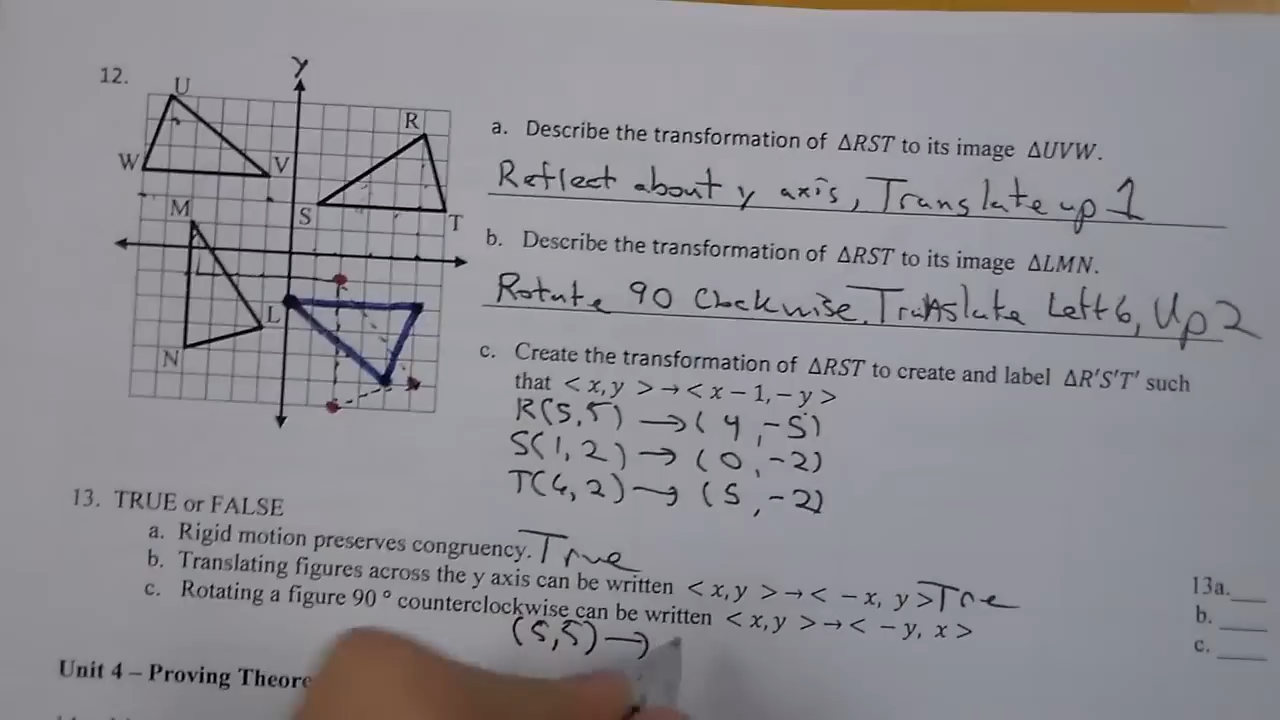 12.
y
U
R
W
V
S
T
M
L
N
a. Describe the transformation of ΔRST to its image ΔUVW.
Reflect about y axis, Translate up 1
b. Describe the transformation of ΔRST to its image ΔLMN.
Rotate 90 Clockwise, Translate Left 6, Up 2
c. Create the transformation of ΔRST to create and label ΔR'S'T' such
that < x, y > → < x − 1, − y >
R(5,5) → (4, -5)
S(1,2) → (0, -2)
T(6,2) → (5, -2)
13. TRUE or FALSE
a. Rigid motion preserves congruency. True
b. Translating figures across the y axis can be written < x, y > → < − x, y > True
c. Rotating a figure 90 ° counterclockwise can be written < x, y > → < − y, x >
(5,5) →
13a.__
b. __
c. __
Unit 4 – Proving